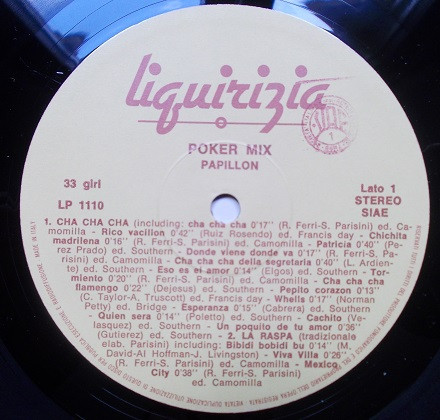 liquirizia
POKER MIX
PAPILLON
33 giri
LP 1110
Lato 1
STEREO
SIAE
1. CHA CHA CHA (including: cha cha cha 0'17'' (R. Ferri-S. Parisini) ed. Ca-
momilla - Rico vacilion 0'42'' (Ruiz Rosendo) ed. Francis day - Chichita
madrilena 0'16'' (R. Ferri-S. Parisini) ed. Camomilla - Patricia 0'40'' (Pe-
rez Prado) ed. Southern - Donde viene donde va 0'17'' (R. Ferri-S. Pari-
sini) ed. Camomilla - Cha cha cha della segretaria 0'40'' (L. Ardien-
te) ed. Southern - Eso es el amor 0'14'' (Elgos) ed. Southern - Tor-
miento 0'20'' (R. Ferri-S. Parisini) ed. Camomilla - Cha cha cha
flamengo 0'22'' (Dejesus) ed. Southern - Pepito corazon 0'13''
(C. Taylor-A. Truscott) ed. Francis day - Whells 0'17'' (Norman
Petty) ed. Bridge - Esperanza 0'15'' (Cabrera) ed. Southern -
Quien sera 0'14'' (Poletto) ed. Southern - Cachito (Ve-
lasquez) ed. Southern - Un poquito de tu amor 0'36''
(Gutierez) ed. Southern - 2. LA RASPA (tradizionale
elab. Tamborrelli) including: Bibidi bobidi bu 0'44'' (M.
David-Al Hoffman-J. Livingston) - Viva Villa 0'26''
(R. Ferri-S. Parisini) ed. Camomilla - Mexico
City 0'38'' (R. Ferri-S. Parisini)
ed. Camomilla